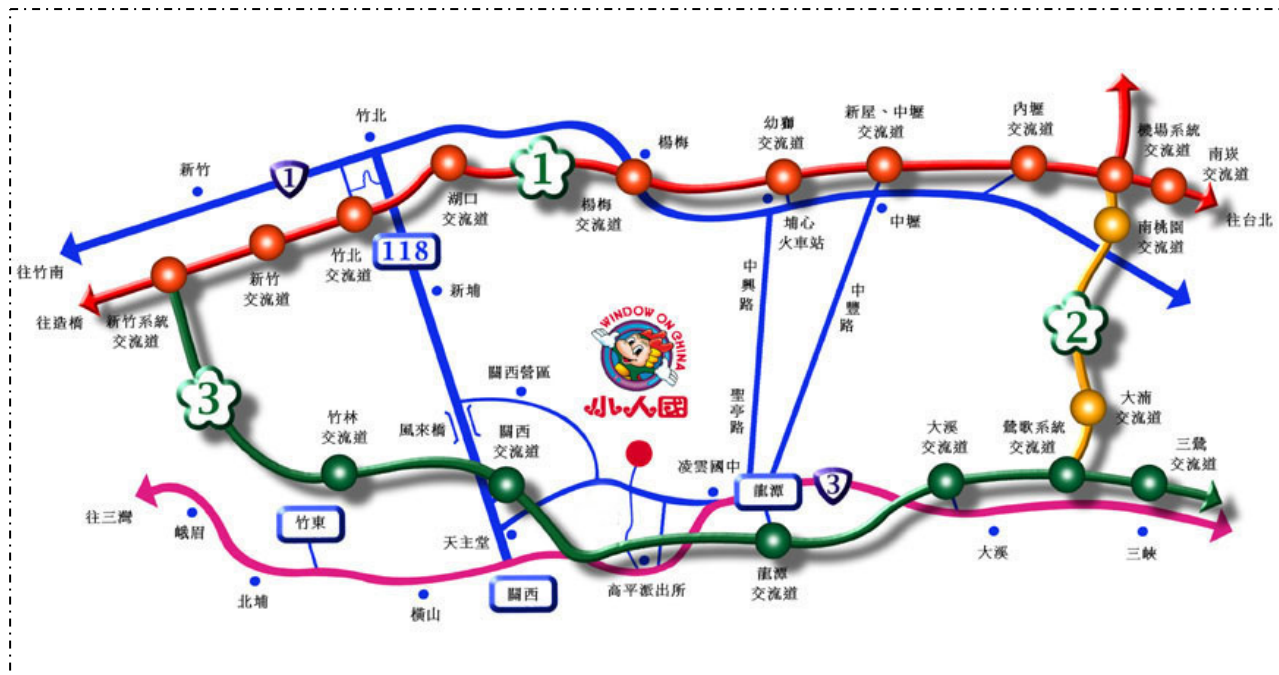 竹北
新竹
1
湖口
交流道
1
楊梅
交流道
楊梅
幼獅
交流道
新屋、中壢
交流道
內壢
交流道
機場系統
交流道
南崁
交流道
往台北
南桃園
交流道
埔心
火車站
中壢
往竹南
往造橋
新竹系統
交流道
新竹
交流道
竹北
交流道
118
新埔
中興路
中豐路
聖亭路
2
WINDOW ON CHINA
小人國
3
關西營區
竹林
交流道
風來橋
關西
交流道
凌雲國中
龍潭
3
大溪
交流道
鶯歌系統
交流道
大湳
交流道
三鶯
交流道
往三灣
峨眉
竹東
天主堂
北埔
橫山
關西
高平派出所
龍潭
交流道
大溪
三峽